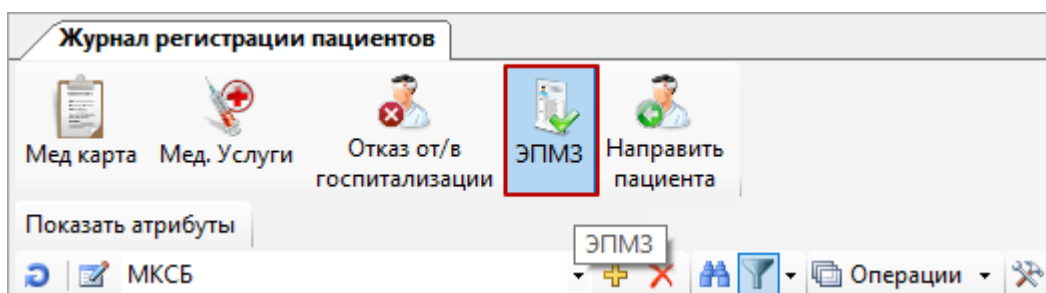 Журнал регистрации пациентов
Мед карта
Мед. Услуги
Отказ от/в
госпитализации
ЭПМЗ
Направить
пациента
Показать атрибуты
ЭПМЗ
МКСБ
Операции